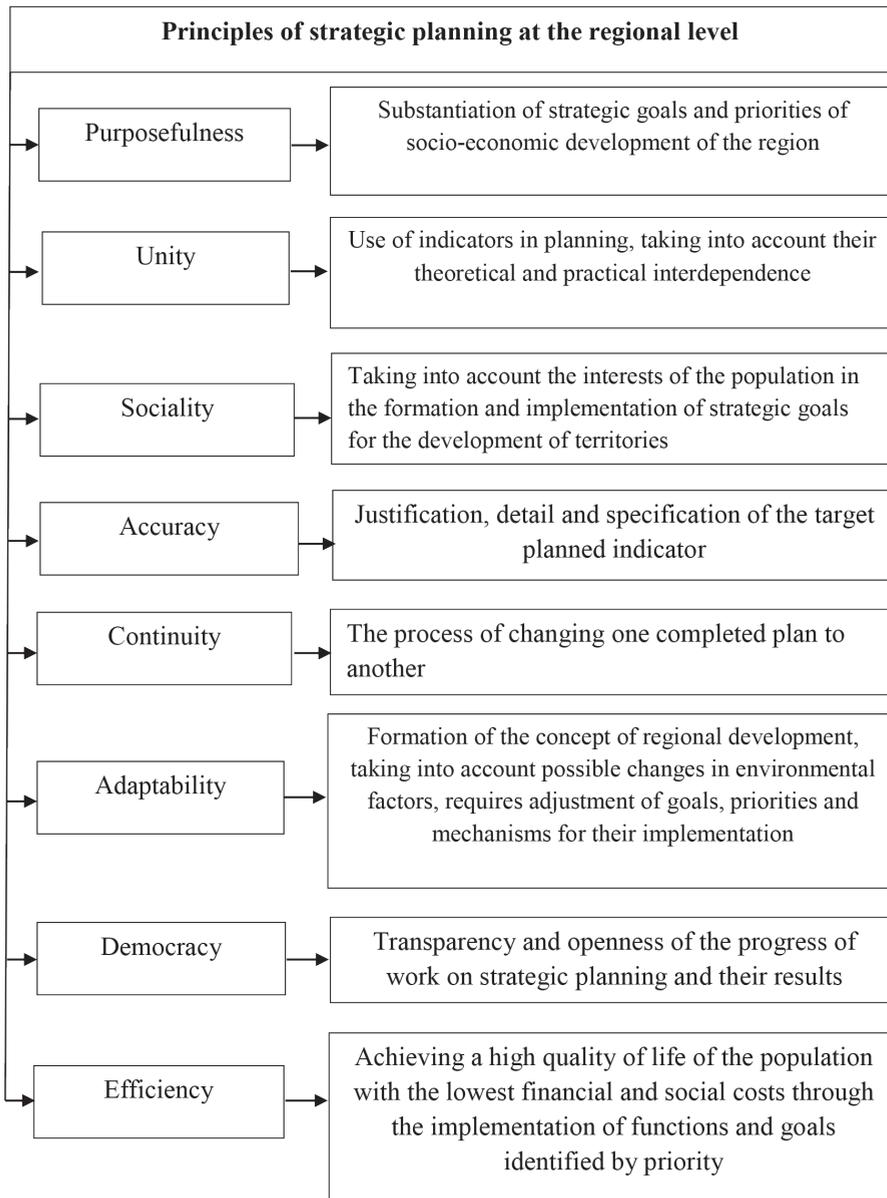 Principles of strategic planning at the regional level
Purposefulness
Substantiation of strategic goals and priorities of
socio-economic development of the region
Unity
Use of indicators in planning, taking into account their
theoretical and practical interdependence
Sociality
Taking into account the interests of the population in
the formation and implementation of strategic goals
for the development of territories
Accuracy
Justification, detail and specification of the target
planned indicator
Continuity
The process of changing one completed plan to
another
Adaptability
Formation of the concept of regional development,
taking into account possible changes in environmental
factors, requires adjustment of goals, priorities and
mechanisms for their implementation
Democracy
Transparency and openness of the progress of
work on strategic planning and their results
Efficiency
Achieving a high quality of life of the population
with the lowest financial and social costs through
the implementation of functions and goals
identified by priority